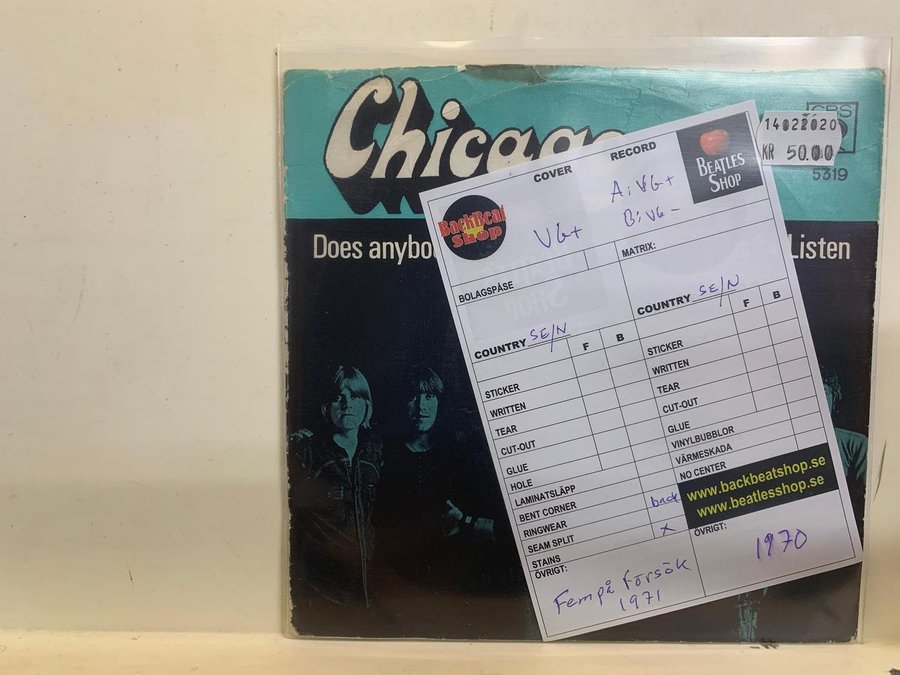 Chicago
CBS
14022020
KR 50.00
5319
Does anybo
Listen
COVER
RECORD
BackBeat
Shop
BEATLES
SHOP
VG+
A: VG+
B: VG-
BOLAGSPÅSE
MATRIX:
COUNTRY SE/N
F B
STICKER
WRITTEN
TEAR
CUT-OUT
GLUE
HOLE
LAMINATSLÄPP
BENT CORNER
RINGWEAR back
SEAM SPLIT
STAINS x
ÖVRIGT:
Fem på Försök
1971
COUNTRY SE/N
F B
STICKER
WRITTEN
TEAR
CUT-OUT
GLUE
VINYLBUBBLOR
VÄRMESKADA
NO CENTER
www.backbeatshop.se
www.beatlesshop.se
ÖVRIGT:
1970